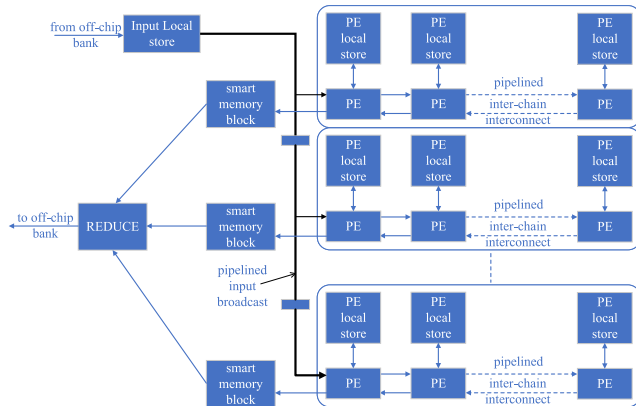 from off-chip
bank
Input Local
store
PE
local
store
PE
local
store
PE
local
store
smart
memory
block
PE
PE
pipelined
inter-chain
interconnect
PE
PE
local
store
PE
local
store
PE
local
store
to off-chip
bank
REDUCE
smart
memory
block
PE
PE
pipelined
inter-chain
interconnect
PE
pipelined
input
broadcast
PE
local
store
PE
local
store
PE
local
store
smart
memory
block
PE
PE
pipelined
inter-chain
interconnect
PE